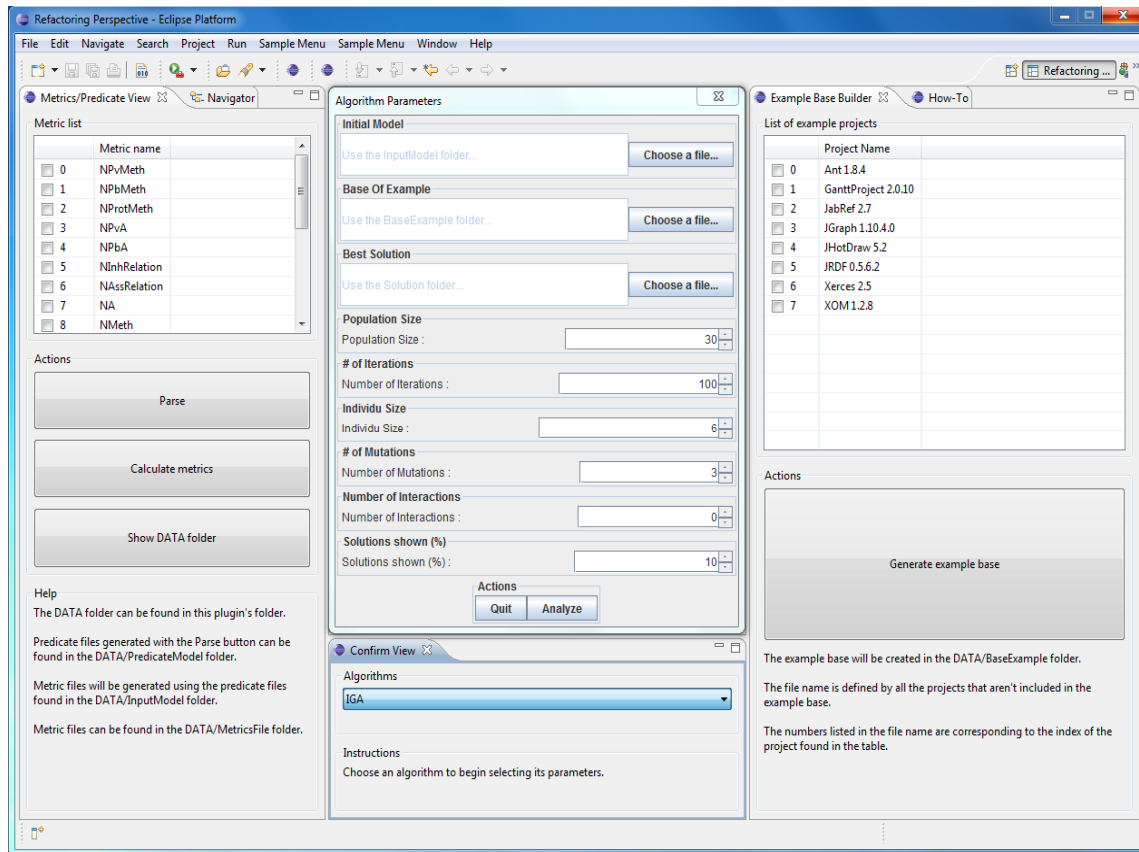 Refactoring Perspective - Eclipse Platform
File Edit Navigate Search Project Run Sample Menu Sample Menu Window Help
Refactoring ...
Metrics/Predicate View
Navigator
Metric list
Metric name
0 NPvMeth
1 NPbMeth
2 NProtMeth
3 NPvA
4 NPbA
5 NInhRelation
6 NAssRelation
7 NA
8 NMeth
Actions
Parse
Calculate metrics
Show DATA folder
Help
The DATA folder can be found in this plugin's folder.
Predicate files generated with the Parse button can be
found in the DATA/PredicateModel folder.
Metric files will be generated using the predicate files
found in the DATA/InputModel folder.
Metric files can be found in the DATA/MetricsFile folder.
Algorithm Parameters
Initial Model
Use the InputModel folder...
Choose a file...
Base Of Example
Use the BaseExample folder...
Choose a file...
Best Solution
Use the Solution folder...
Choose a file...
Population Size
Population Size : 30
# of Iterations
Number of Iterations : 100
Individu Size
Individu Size : 6
# of Mutations
Number of Mutations : 3
Number of Interactions
Number of Interactions : 0
Solutions shown (%)
Solutions shown (%) : 10
Actions
Quit Analyze
Confirm View
Algorithms
IGA
Instructions
Choose an algorithm to begin selecting its parameters.
Example Base Builder
How-To
List of example projects
Project Name
0 Ant 1.8.4
1 GanttProject 2.0.10
2 JabRef 2.7
3 JGraph 1.10.4.0
4 JHotDraw 5.2
5 JRDF 0.5.6.2
6 Xerces 2.5
7 XOM 1.2.8
Actions
Generate example base
The example base will be created in the DATA/BaseExample folder.
The file name is defined by all the projects that aren't included in the
example base.
The numbers listed in the file name are corresponding to the index of the
project found in the table.